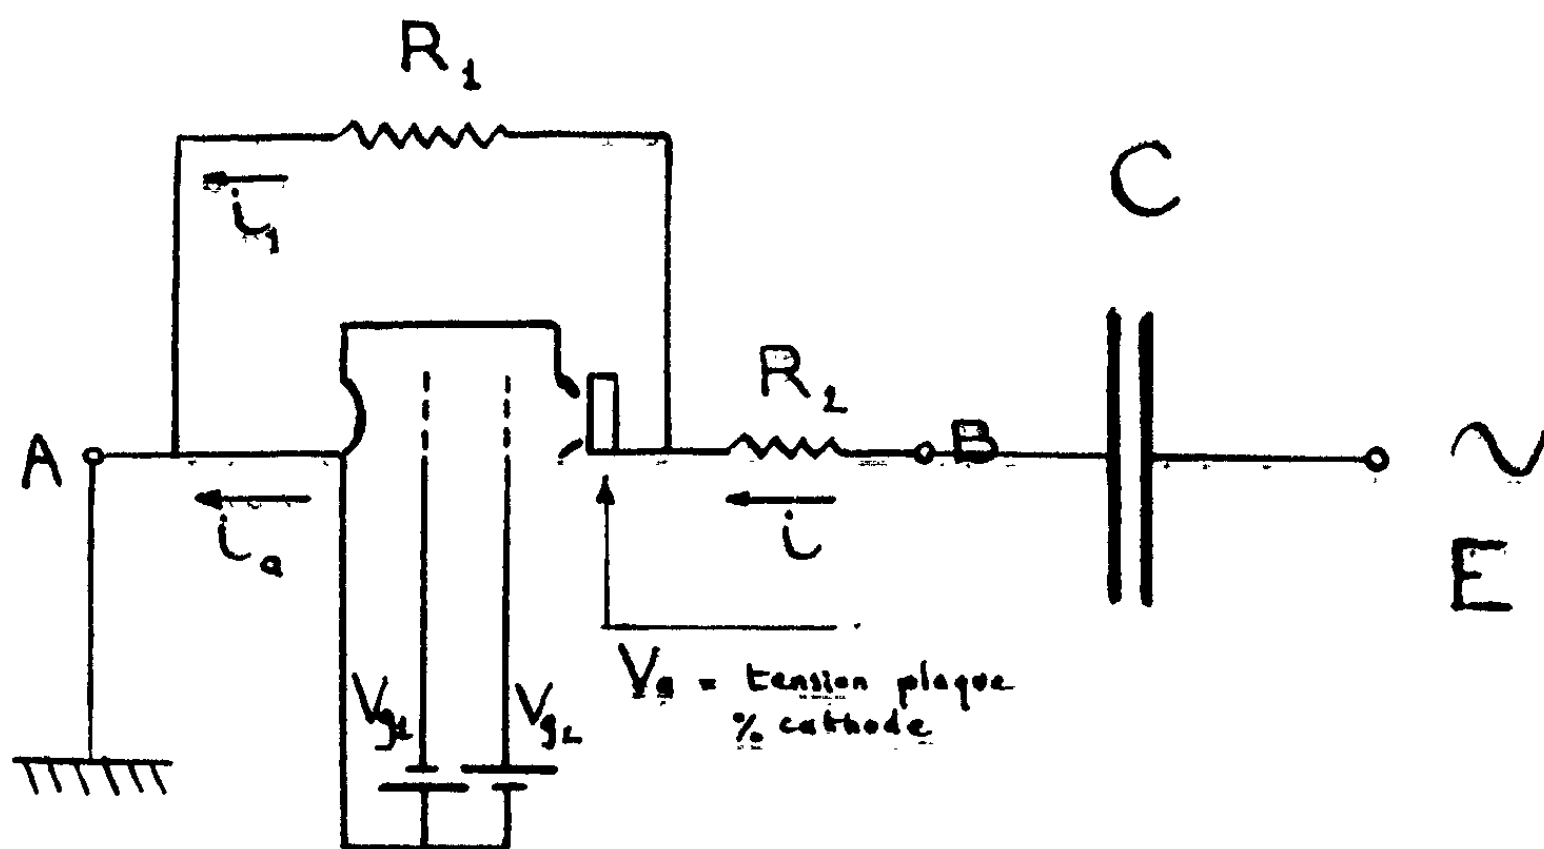 R₁
C
i₁
R₂
A
B
~
iₐ
i
E
Vg₁
Vg₂
Va = tension plaque
% cathode